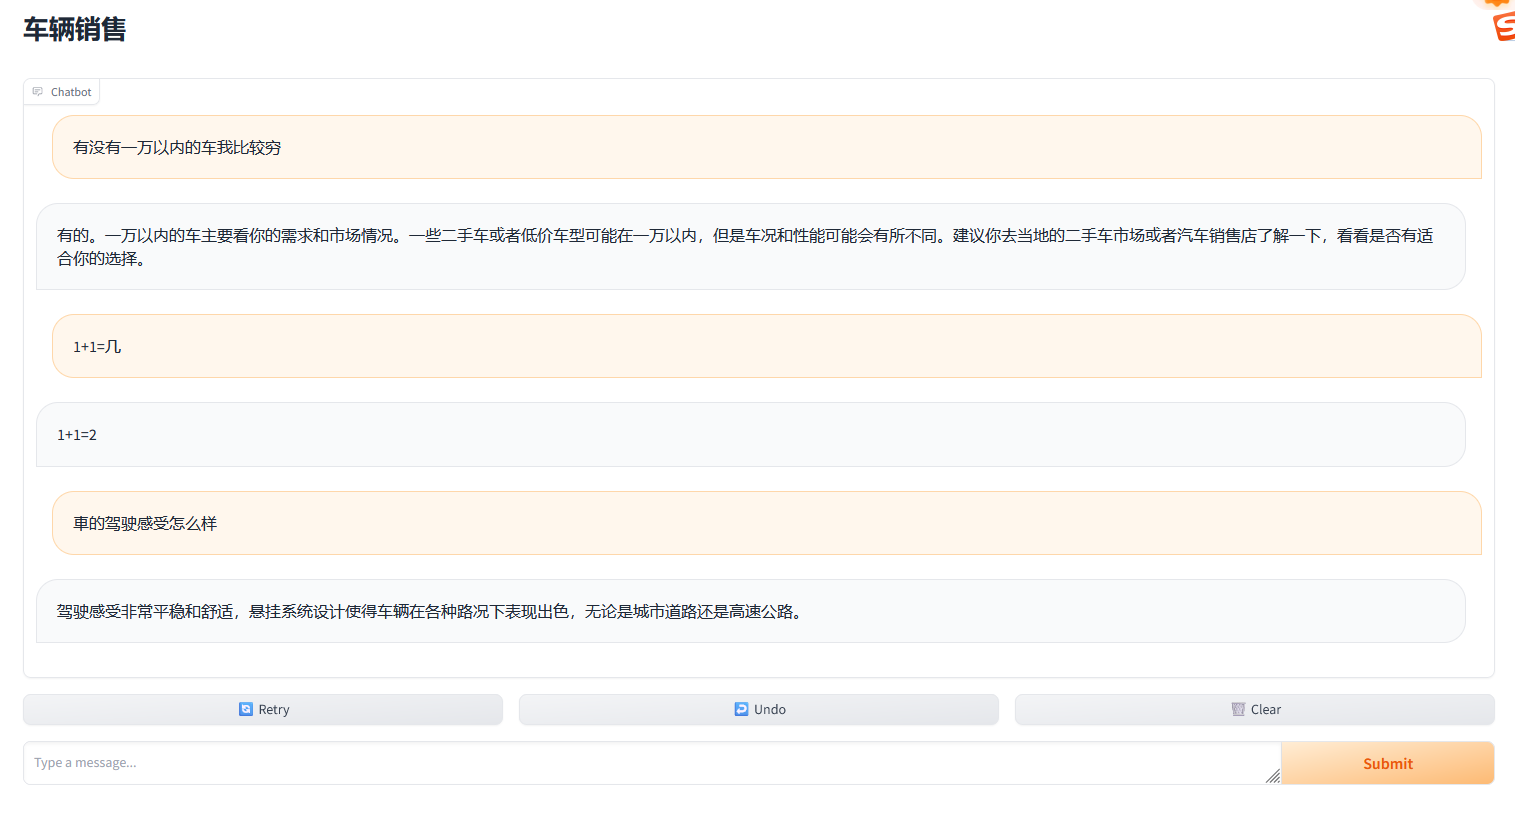 车辆销售
Chatbot
有没有一万以内的车我比较穷
有的。一万以内的车主要看你的需求和市场情况。一些二手车或者低价车型可能在一万以内，但是车况和性能可能会有所不同。建议你去当地的二手车市场或者汽车销售店了解一下，看看是否有适
合你的选择。
1+1=几
1+1=2
車的驾驶感受怎么样
驾驶感受非常平稳和舒适，悬挂系统设计使得车辆在各种路况下表现出色，无论是城市道路还是高速公路。
Retry
Undo
Clear
Type a message...
Submit